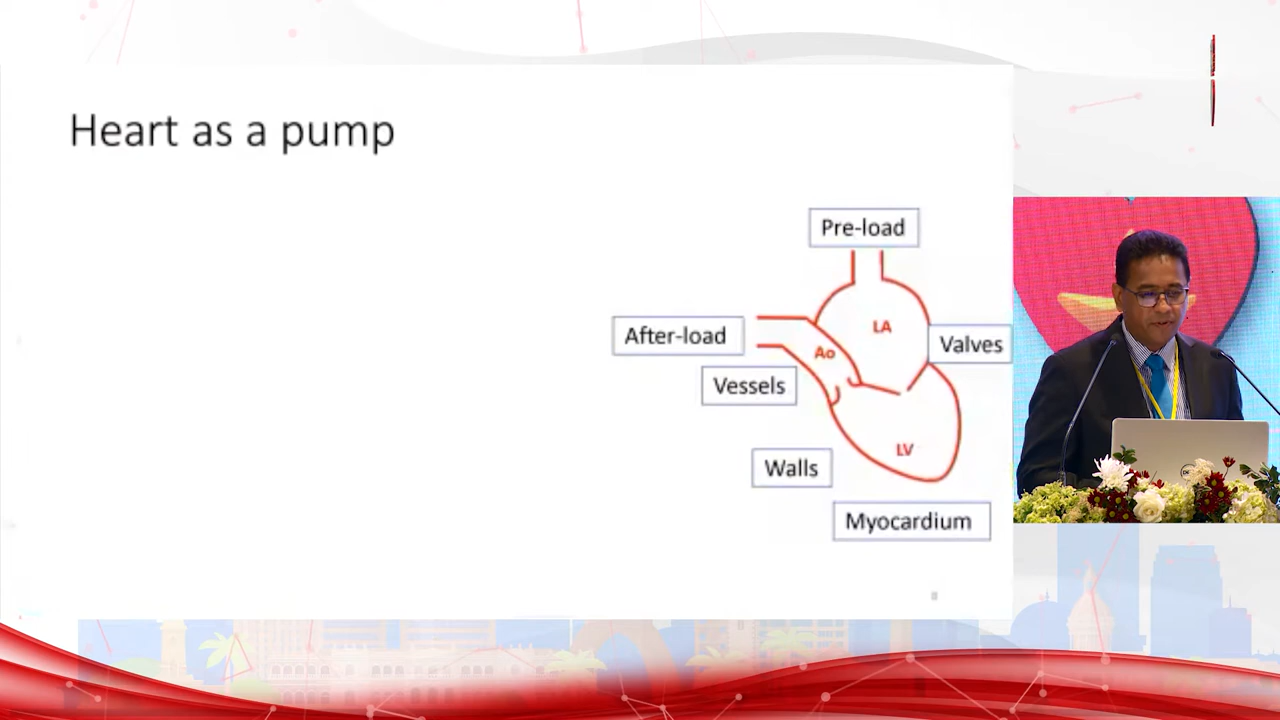 Heart as a pump
Pre-load
After-load
LA
Valves
Ao
Vessels
LV
Walls
Myocardium